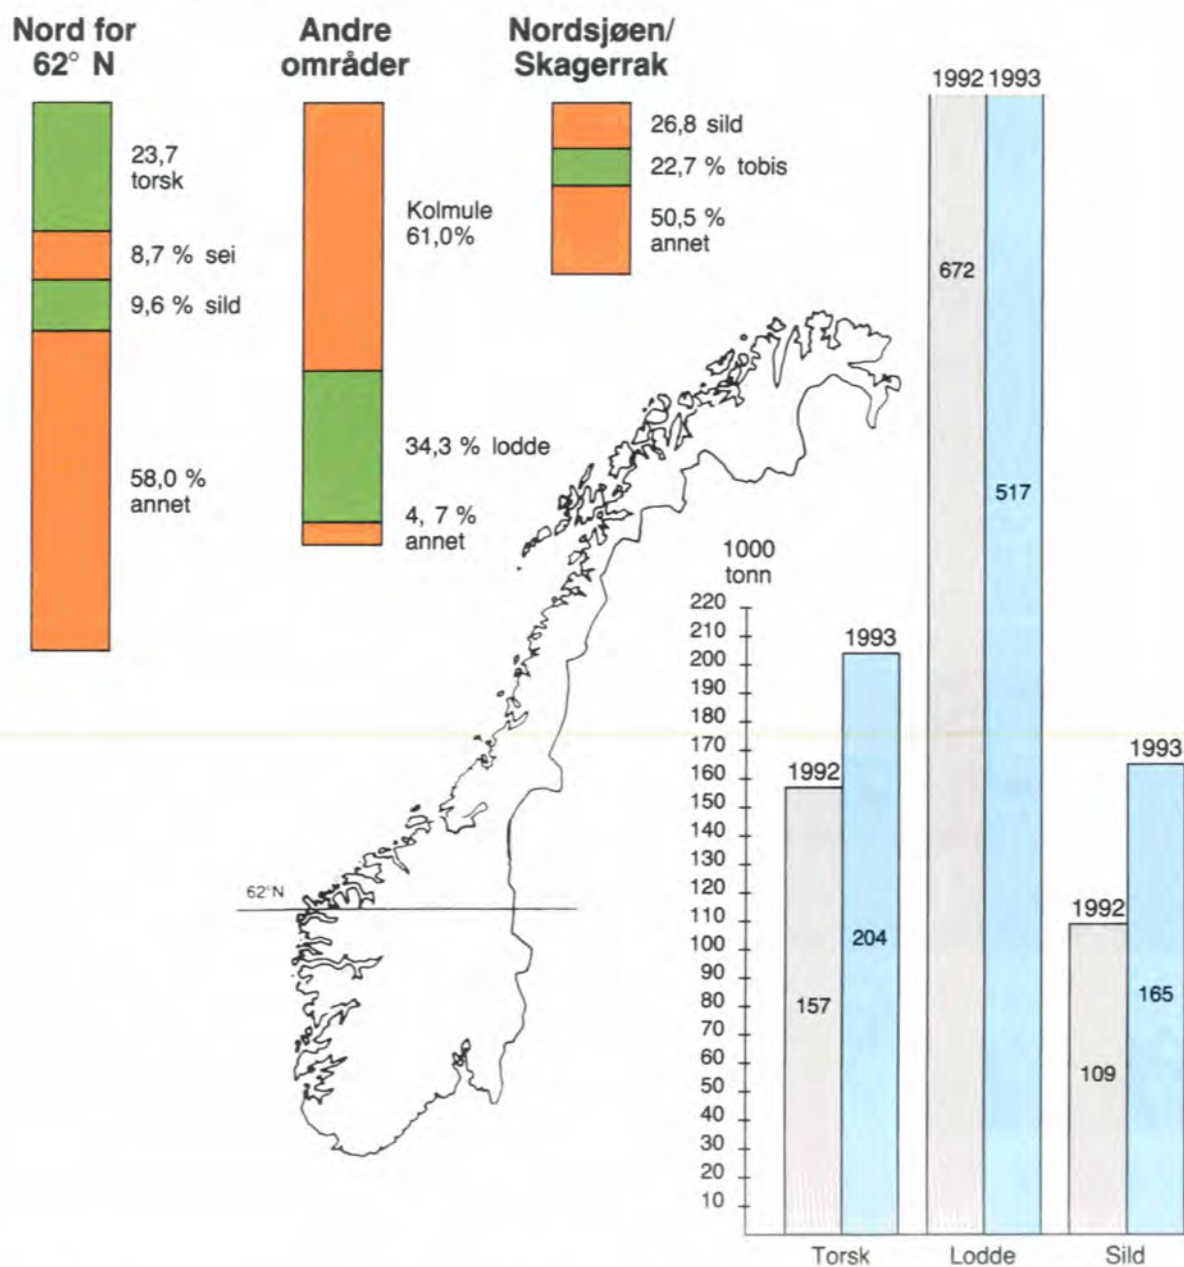 Nord for
62° N
23,7
torsk
8,7 % sei
9,6 % sild
58,0 %
annet
Andre
områder
Kolmule
61,0%
34,3 % lodde
4, 7 %
annet
Nordsjøen/
Skagerrak
26,8 sild
22,7 % tobis
50,5 %
annet
62°N
1000
tonn
220
210
200
190
180
170
160
150
140
130
120
110
100
90
80
70
60
50
40
30
20
10
1992
157
1993
204
Torsk
1992 1993
672
517
Lodde
1992
109
1993
165
Sild